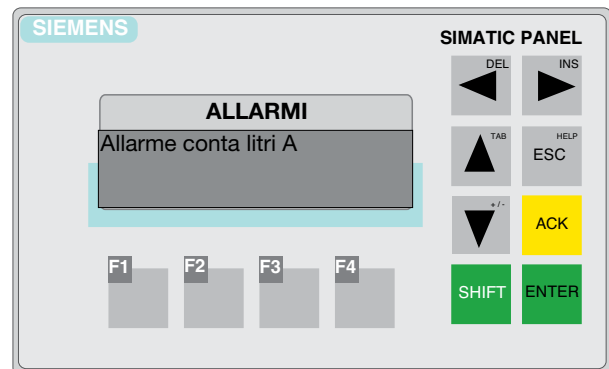 SIEMENS
SIMATIC PANEL
DEL
INS
ALLARMI
Allarme conta litri A
TAB
HELP
ESC
+ / -
ACK
F1
F2
F3
F4
SHIFT
ENTER